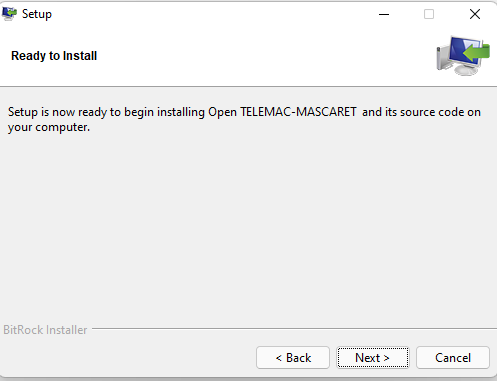 Setup
Ready to Install
Setup is now ready to begin installing Open TELEMAC-MASCARET and its source code on
your computer.
BitRock Installer
< Back
Next >
Cancel